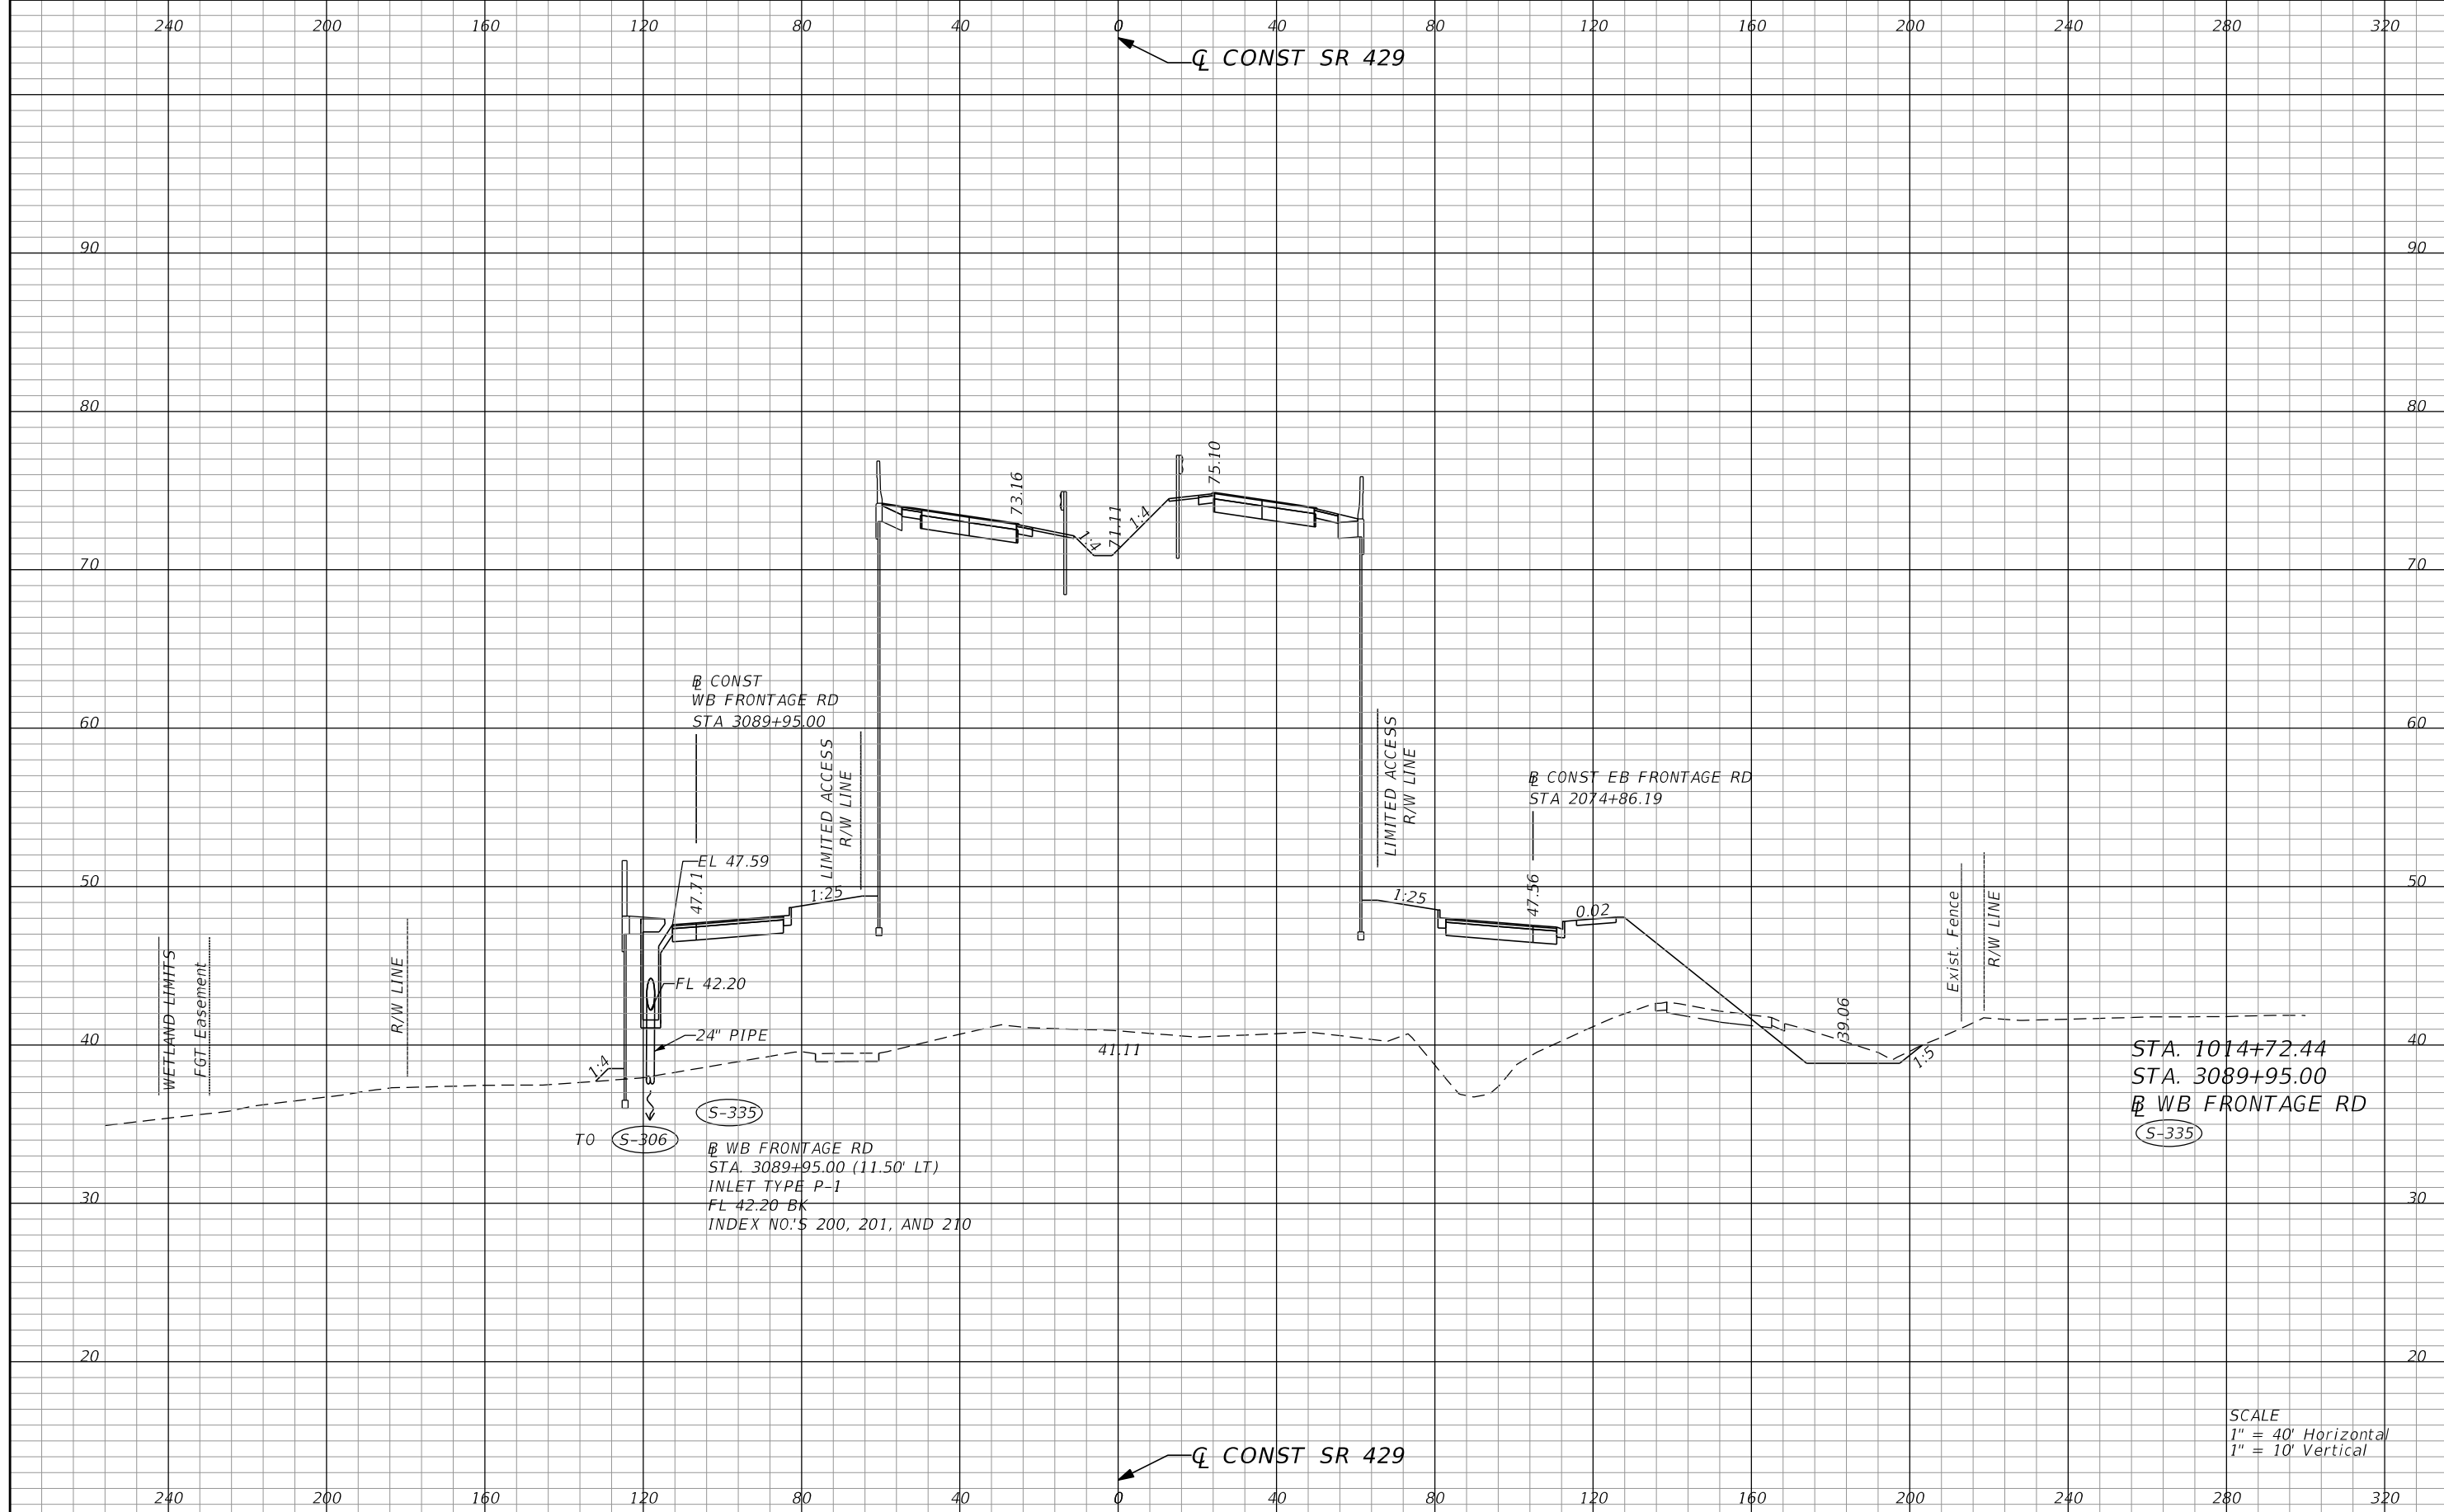 240 200 160 120 80 40 0 40 80 120 160 200 240 280 320
℄ CONST SR 429
90 90
80 80
75.10
73.16
71.11
1:4
1:4
70 70
℄ CONST
WB FRONTAGE RD
STA 3089+95.00
60 60
LIMITED ACCESS
R/W LINE
LIMITED ACCESS
R/W LINE
BL CONST EB FRONTAGE RD
STA 2074+86.19
EL 47.59
47.71
1:25
50 50
1:25
47.56
0.02
Exist. Fence
R/W LINE
WETLAND LIMITS
FGT Easement
R/W LINE
FL 42.20
24" PIPE
1:4
40 40
41.11
39.06
1:5
STA. 1014+72.44
STA. 3089+95.00
BL WB FRONTAGE RD
S-335
S-335
TO S-306
BL WB FRONTAGE RD
STA. 3089+95.00 (11.50' LT)
INLET TYPE P-1
FL 42.20 BK
INDEX NO.'S 200, 201, AND 210
30 30
20 20
SCALE
1" = 40' Horizontal
1" = 10' Vertical
℄ CONST SR 429
240 200 160 120 80 40 0 40 80 120 160 200 240 280 320